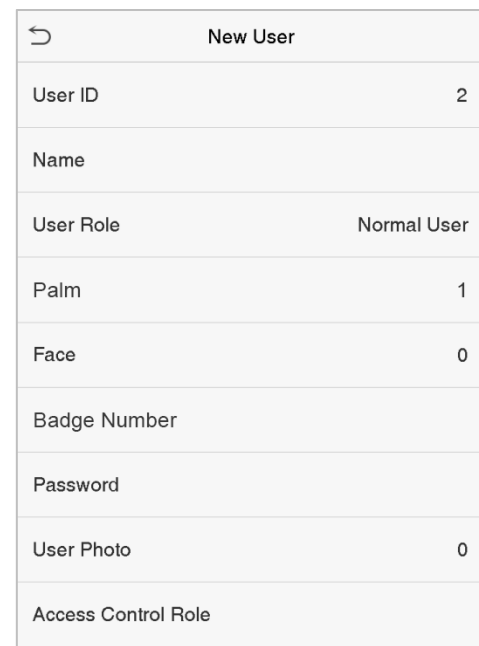 New User
User ID 2
Name
User Role Normal User
Palm 1
Face 0
Badge Number
Password
User Photo 0
Access Control Role